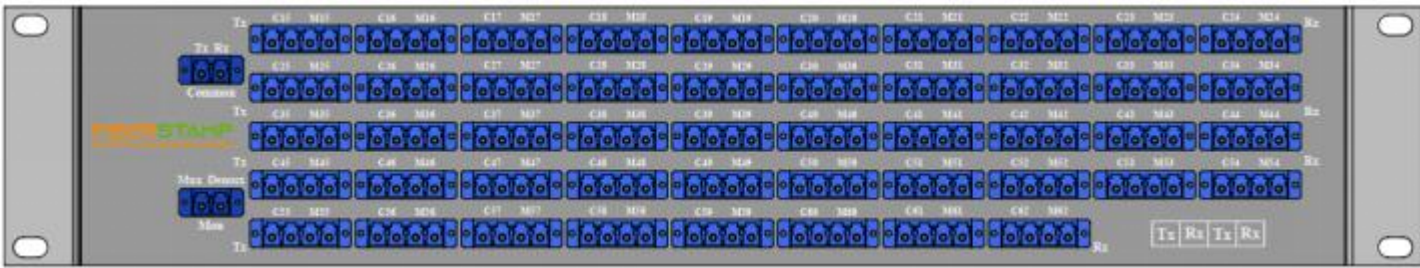 Tx C15 M15 C16 M16 C17 M17 C18 M18 C19 M19 C20 M20 C21 M21 C22 M22 C23 M23 C24 M24 Rx
Tx Rx
C25 M25 C26 M26 C27 M27 C28 M28 C29 M29 C30 M30 C31 M31 C32 M32 C33 M33 C34 M34
Common
Tx C35 M35 C36 M36 C37 M37 C38 M38 C39 M39 C40 M40 C41 M41 C42 M42 C43 M43 C44 M44 Rx
FIBERSTAMP
Tx C45 M45 C46 M46 C47 M47 C48 M48 C49 M49 C50 M50 C51 M51 C52 M52 C53 M53 C54 M54 Rx
Mux Demux
C55 M55 C56 M56 C57 M57 C58 M58 C59 M59 C60 M60 C61 M61 C62 M62
Mon
Tx Rx
Tx Rx Tx Rx